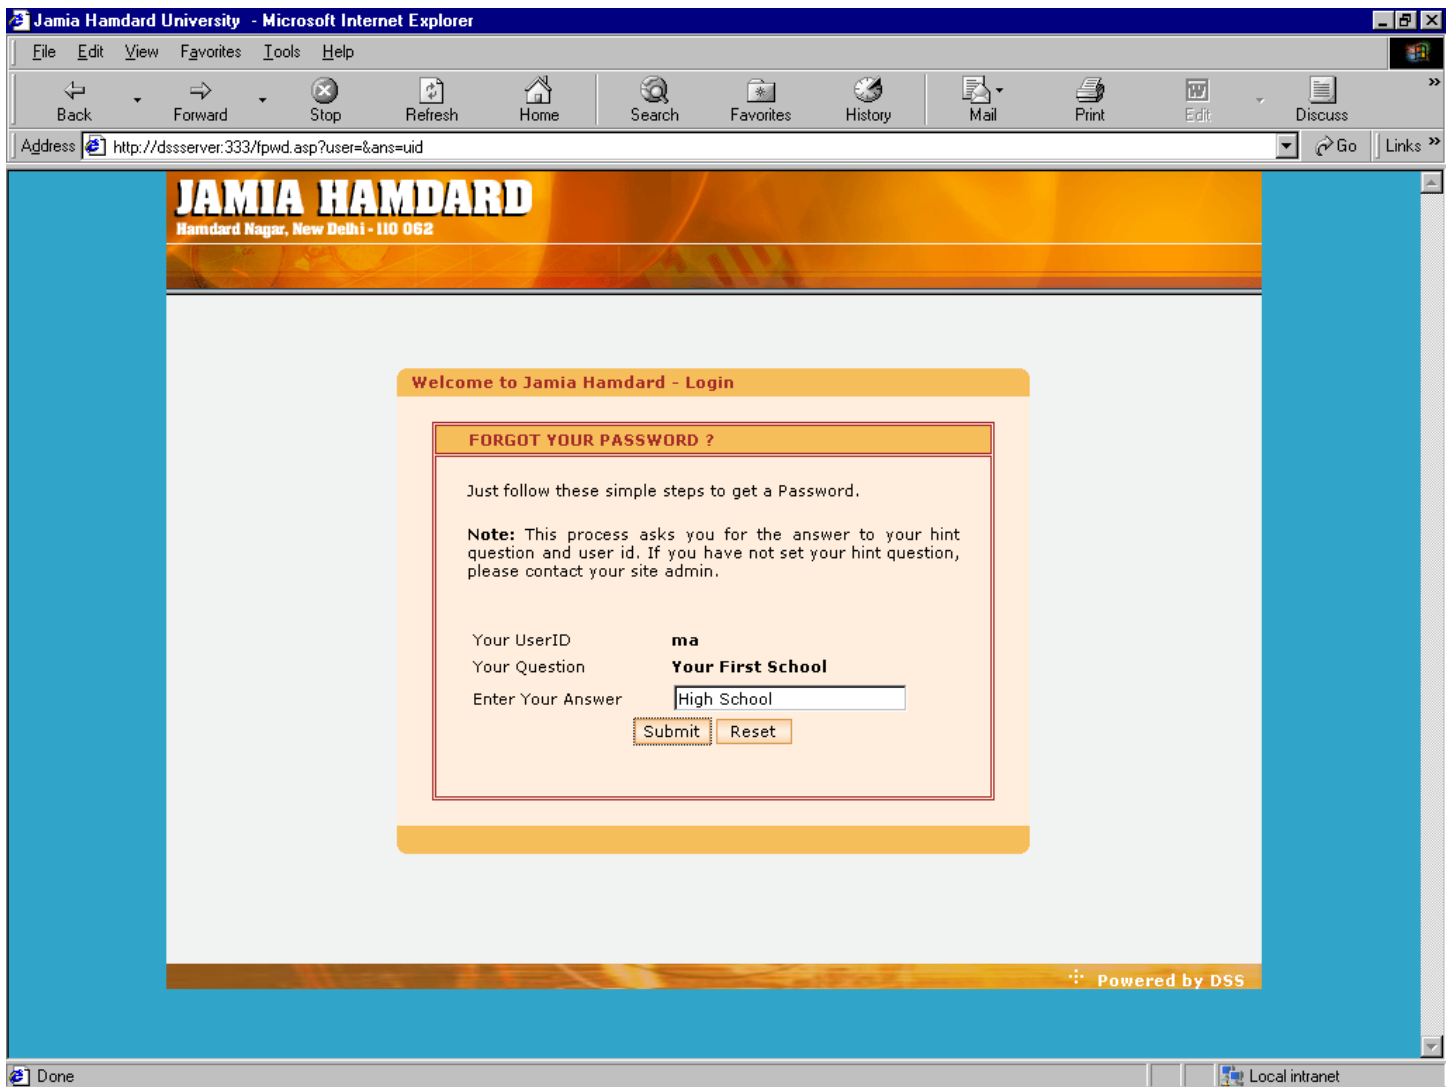 Jamia Hamdard University - Microsoft Internet Explorer
File Edit View Favorites Tools Help
Back Forward Stop Refresh Home Search Favorites History Mail Print Edit Discuss »
Address http://dssserver:333/fpwd.asp?user=&ans=uid Go Links »
JAMIA HAMDARD
Hamdard Nagar, New Delhi - 110 062
Welcome to Jamia Hamdard - Login
FORGOT YOUR PASSWORD ?
Just follow these simple steps to get a Password.
Note: This process asks you for the answer to your hint
question and user id. If you have not set your hint question,
please contact your site admin.
Your UserID ma
Your Question Your First School
Enter Your Answer High School
Submit Reset
Powered by DSS
Done Local intranet